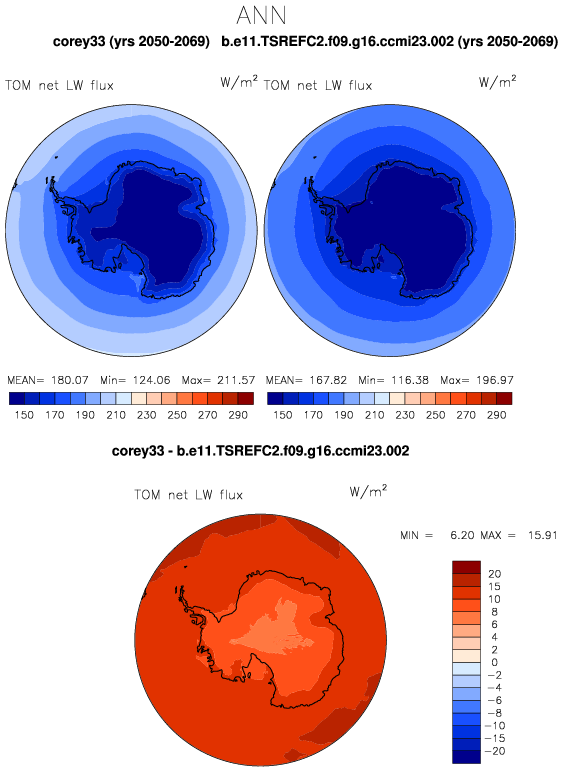 ANN
corey33 (yrs 2050-2069) b.e11.TSREFC2.f09.g16.ccmi23.002 (yrs 2050-2069)
TOM net LW flux W/m² TOM net LW flux W/m²
MEAN= 180.07 Min= 124.06 Max= 211.57 MEAN= 167.82 Min= 116.38 Max= 196.97
150 170 190 210 230 250 270 290 150 170 190 210 230 250 270 290
corey33 - b.e11.TSREFC2.f09.g16.ccmi23.002
TOM net LW flux W/m²
MIN = 6.20 MAX = 15.91
20
15
10
8
6
4
2
0
-2
-4
-6
-8
-10
-15
-20